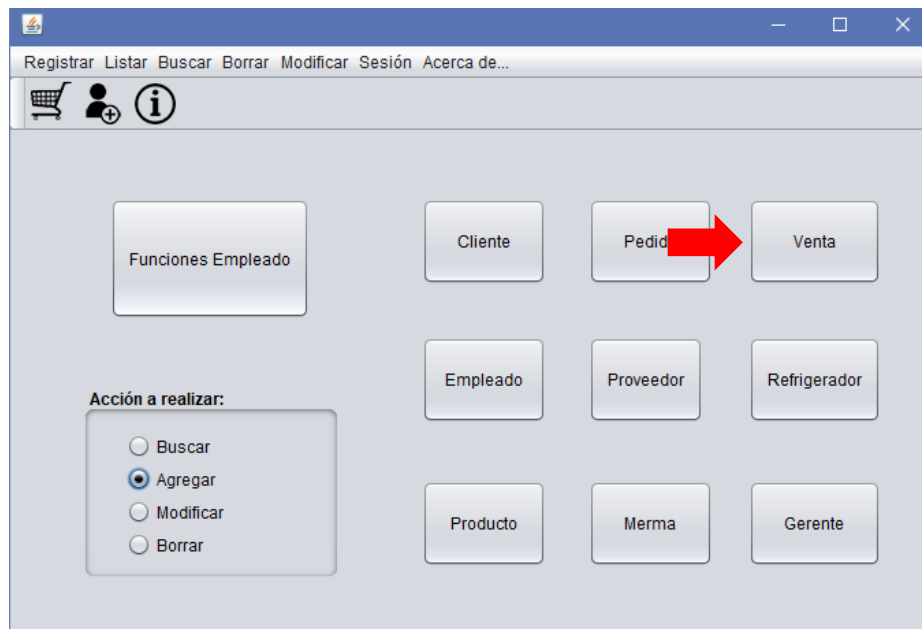 Registrar Listar Buscar Borrar Modificar Sesión Acerca de...
Funciones Empleado
Cliente
Venta
Empleado
Proveedor
Refrigerador
Acción a realizar:
Buscar
Agregar
Modificar
Borrar
Producto
Merma
Gerente